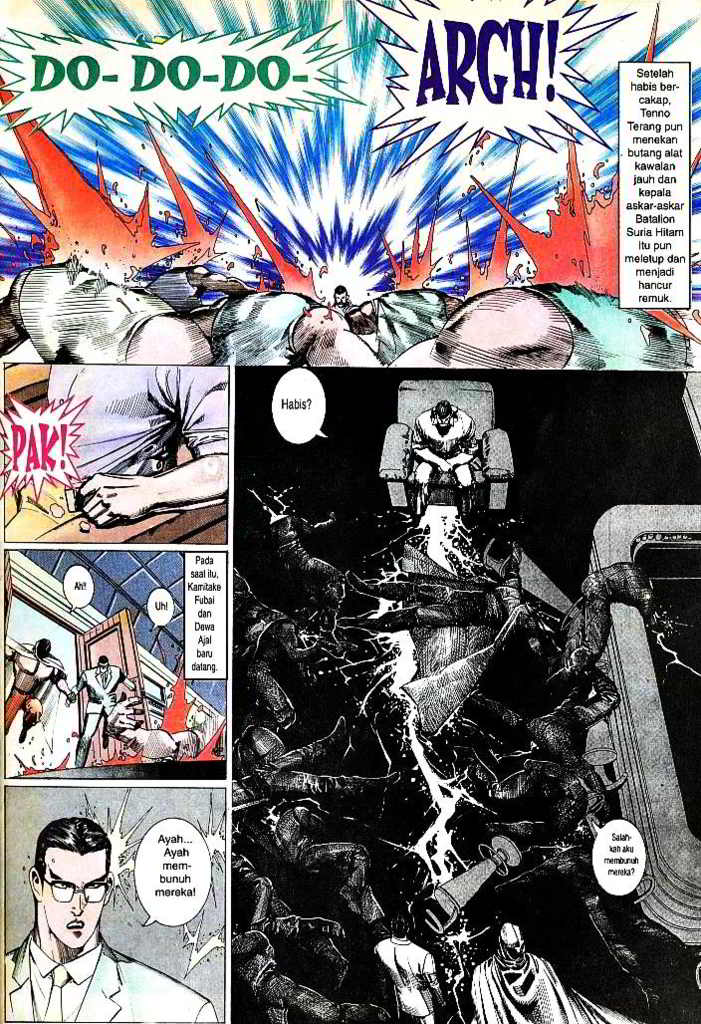 DO- DO-DO-
ARGH!
Setelah
habis ber-
cakap,
Tenno
Terang pun
menekan
butang alat
kawalan
jauh dan
kepala
askar-askar
Batalion
Suria Hitam
itu pun
meletup dan
menjadi
hancur
remuk.
PAK!
Habis?
Pada
saat itu,
Kamitake
Fubai
dan
Dewa
Ajal
baru
datang.
Ah!!
Uh!
Ayah...
Ayah
mem-
bunuh
mereka!
Salah-
kah aku
membunuh
mereka?